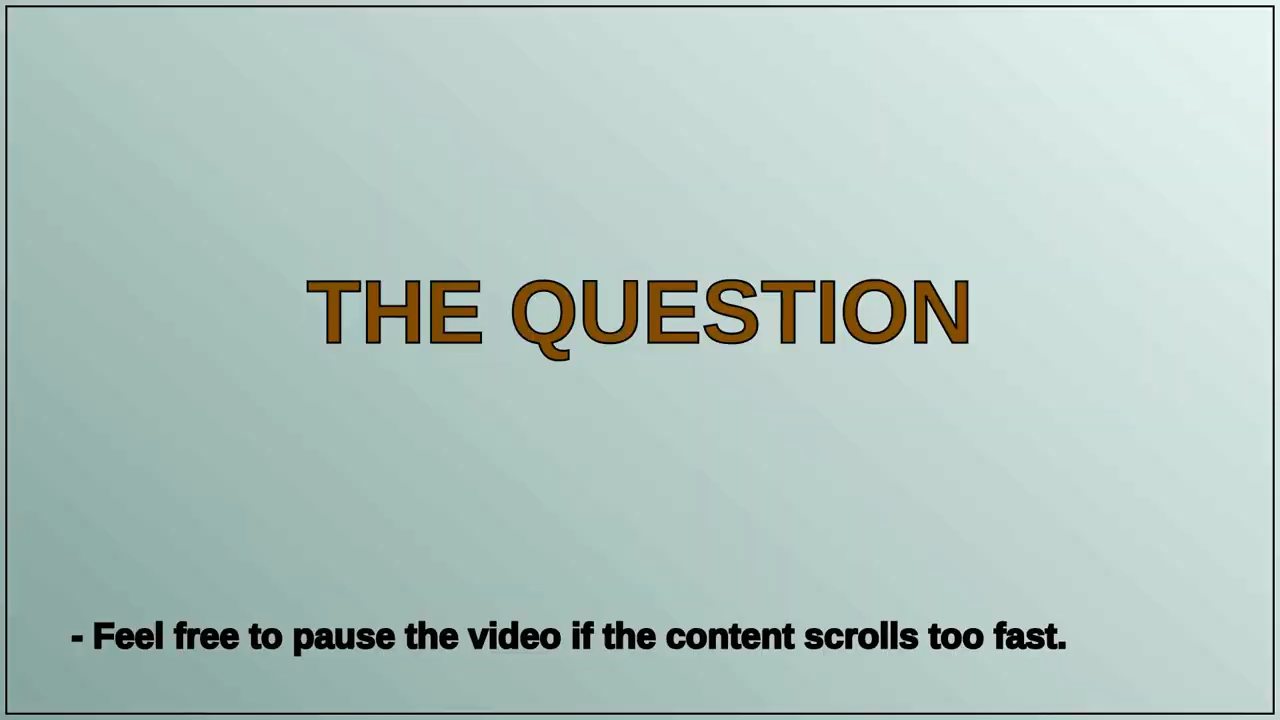 THE QUESTION
- Feel free to pause the video if the content scrolls too fast.